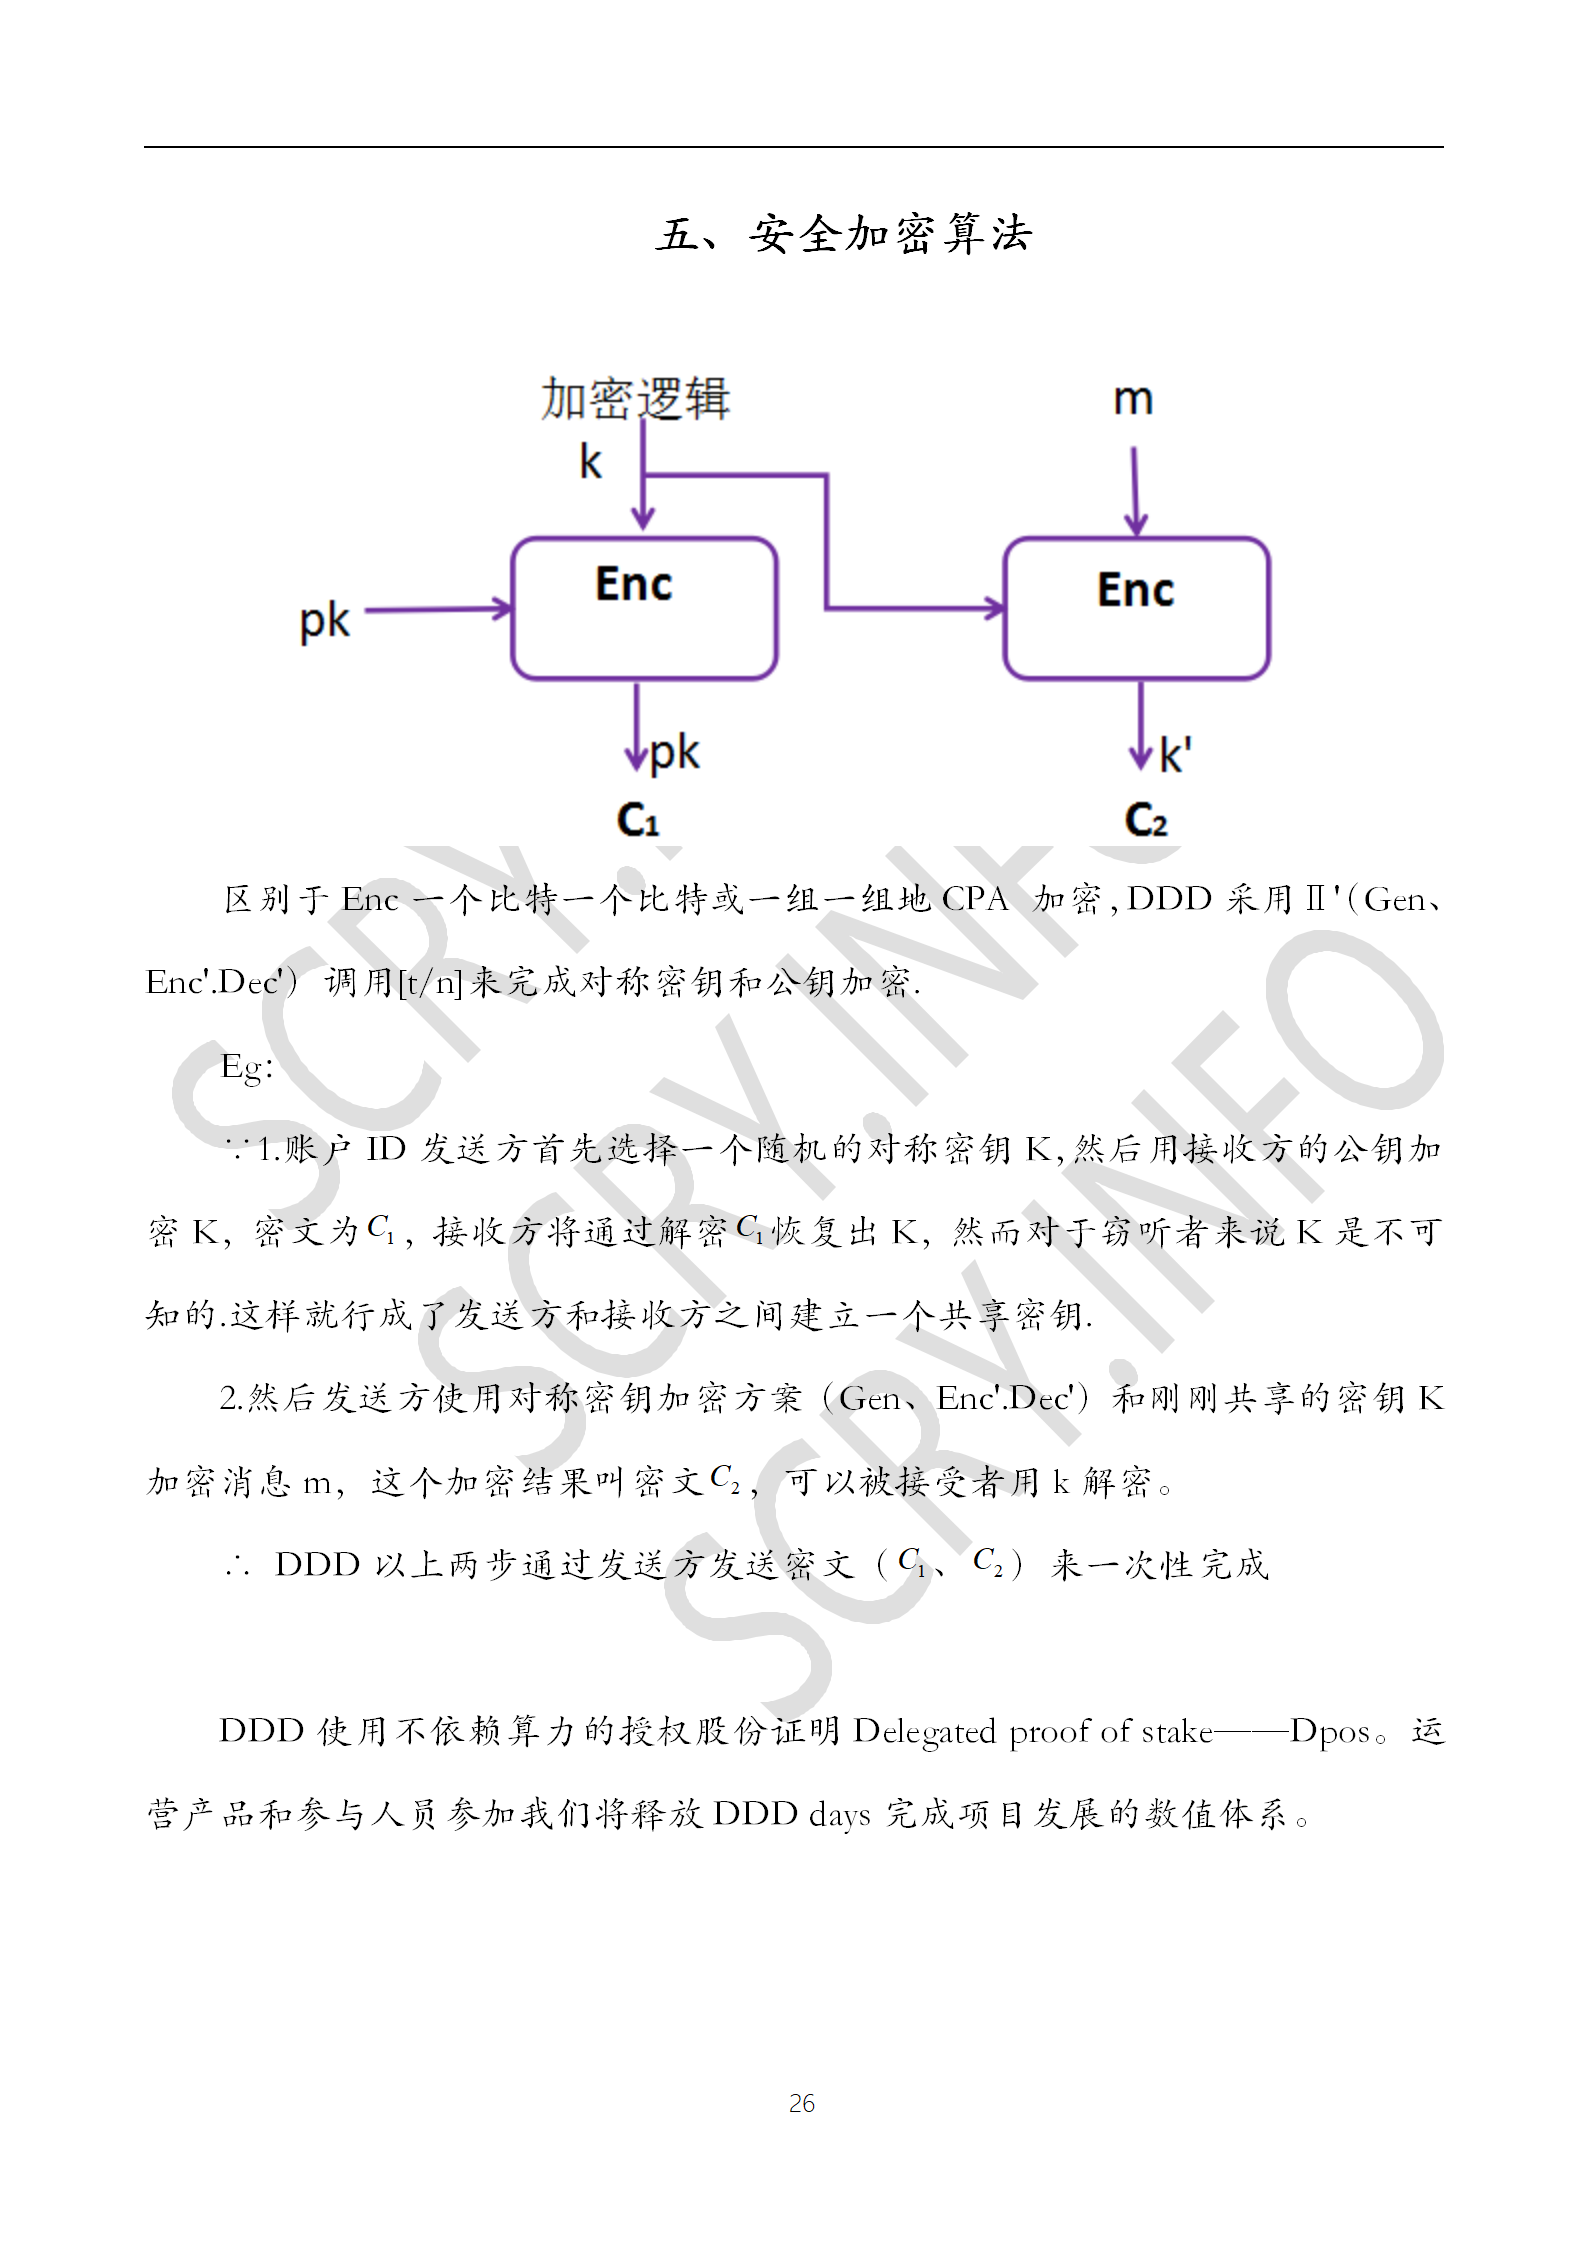 五、安全加密算法
加密逻辑
m
k
Enc
Enc
pk
pk
k'
C1
C2
区别于 Enc 一个比特一个比特或一组一组地 CPA 加密，DDD 采用Ⅱ'（Gen、
Enc'.Dec'）调用[t/n]来完成对称密钥和公钥加密.
Eg:
∵1.账户 ID 发送方首先选择一个随机的对称密钥 K,然后用接收方的公钥加
密 K，密文为C1，接收方将通过解密C1恢复出 K，然而对于窃听者来说 K 是不可
知的.这样就行成了发送方和接收方之间建立一个共享密钥.
2.然后发送方使用对称密钥加密方案（Gen、Enc'.Dec'）和刚刚共享的密钥 K
加密消息 m，这个加密结果叫密文C2，可以被接受者用 k 解密。
∴ DDD 以上两步通过发送方发送密文（C1、C2）来一次性完成
DDD 使用不依赖算力的授权股份证明 Delegated proof of stake——Dpos。运
营产品和参与人员参加我们将释放 DDD days 完成项目发展的数值体系。
SCRY.INFO
SCRY.INFO
SCRY.INFO
26